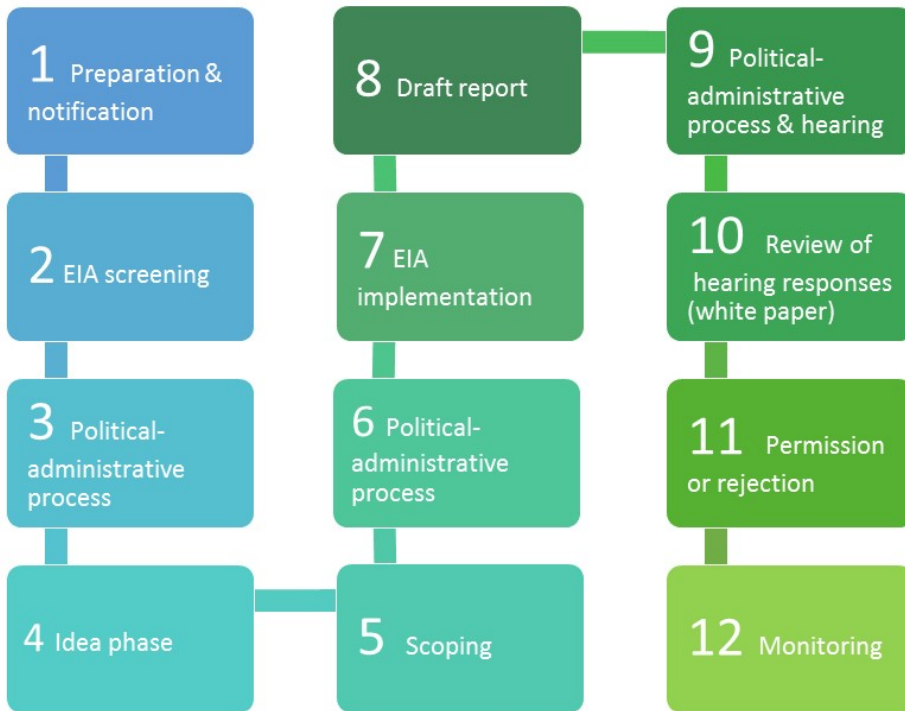 1 Preparation &
notification
2 EIA screening
3 Political-
administrative
process
4 Idea phase
5 Scoping
6 Political-
administrative
process
7 EIA
implementation
8 Draft report
9 Political-
administrative
process & hearing
10 Review of
hearing responses
(white paper)
11 Permission
or rejection
12 Monitoring